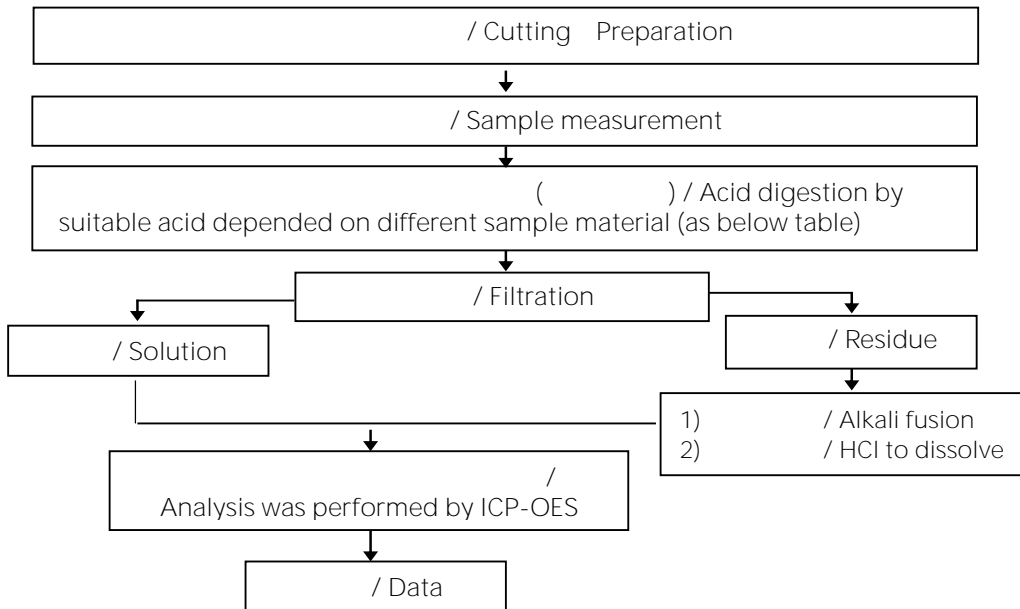 / Cutting Preparation
/ Sample measurement
( ) / Acid digestion by
suitable acid depended on different sample material (as below table)
/ Filtration
/ Solution
/ Residue
1) / Alkali fusion
2) / HCl to dissolve
/
Analysis was performed by ICP-OES
/ Data